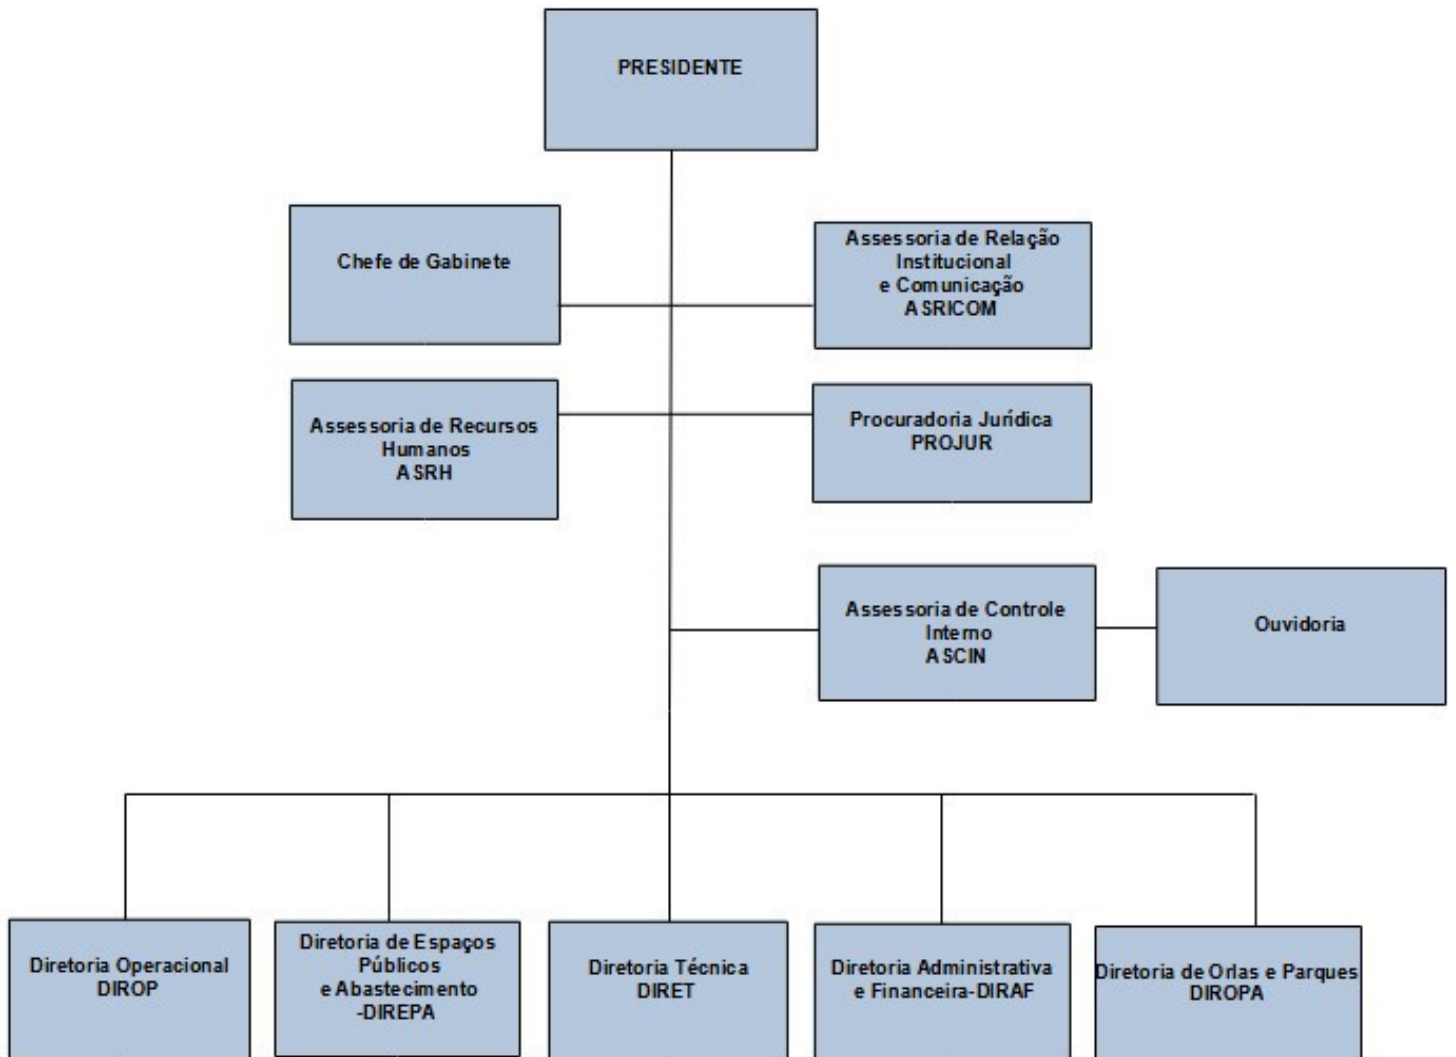 PRESIDENTE
Chefe de Gabinete
Assessoria de Relação
Institucional
e Comunicação
ASRICOM
Assessoria de Recursos
Humanos
ASRH
Procuradoria Jurídica
PROJUR
Assessoria de Controle
Interno
ASCIN
Ouvidoria
Diretoria Operacional
DIROP
Diretoria de Espaços
Públicos
e Abastecimento
-DIREPA
Diretoria Técnica
DIRET
Diretoria Administrativa
e Financeira-DIRAF
Diretoria de Orlas e Parques
DIROPA